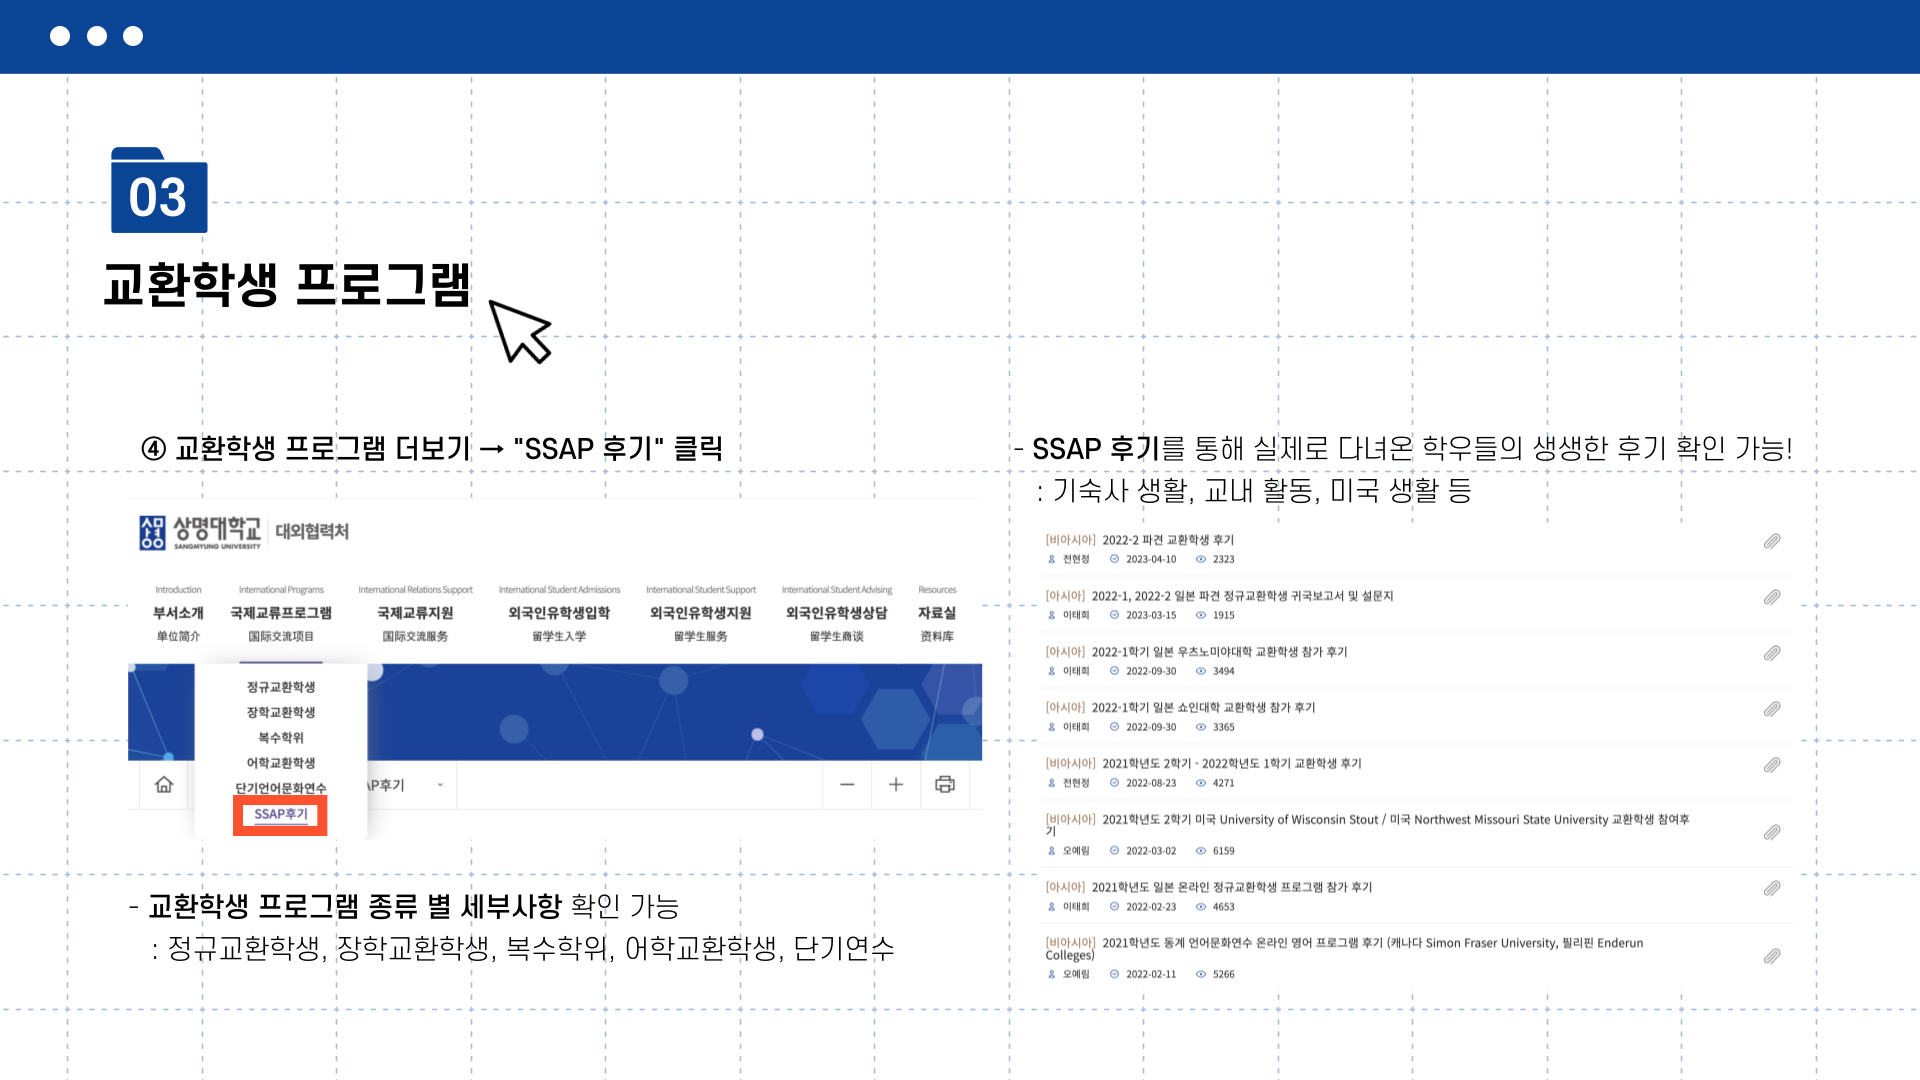 03
교환학생 프로그램
④ 교환학생 프로그램 더보기 → "SSAP 후기" 클릭
상명
상명대학교
SANGMYUNG UNIVERSITY
대외협력처
Introduction
International Programs
International Relations Support
International Student Admissions
International Student Support
International Student Advising
Resources
부서소개
국제교류프로그램
국제교류지원
외국인유학생입학
외국인유학생지원
외국인유학생상담
자료실
单位简介
国际交流项目
国际交流服务
留学生入学
留学生服务
留学生商谈
资料库
정규교환학생
장학교환학생
복수학위
어학교환학생
단기언어문화연수
SSAP후기
AP후기
- 교환학생 프로그램 종류 별 세부사항 확인 가능
: 정규교환학생, 장학교환학생, 복수학위, 어학교환학생, 단기연수
- SSAP 후기를 통해 실제로 다녀온 학우들의 생생한 후기 확인 가능!
: 기숙사 생활, 교내 활동, 미국 생활 등
[비아시아] 2022-2 파견 교환학생 후기
전현정 2023-04-10 2323
[아시아] 2022-1, 2022-2 일본 파견 정규교환학생 귀국보고서 및 설문지
이태희 2023-03-15 1915
[아시아] 2022-1학기 일본 우츠노미야대학 교환학생 참가 후기
이태희 2022-09-30 3494
[아시아] 2022-1학기 일본 쇼인대학 교환학생 참가 후기
이태희 2022-09-30 3365
[비아시아] 2021학년도 2학기 - 2022학년도 1학기 교환학생 후기
전현정 2022-08-23 4271
[비아시아] 2021학년도 2학기 미국 University of Wisconsin Stout / 미국 Northwest Missouri State University 교환학생 참여후
기
오예림 2022-03-02 6159
[아시아] 2021학년도 일본 온라인 정규교환학생 프로그램 참가 후기
이태희 2022-02-23 4653
[비아시아] 2021학년도 동계 언어문화연수 온라인 영어 프로그램 후기 (캐나다 Simon Fraser University, 필리핀 Enderun
Colleges)
오예림 2022-02-11 5266